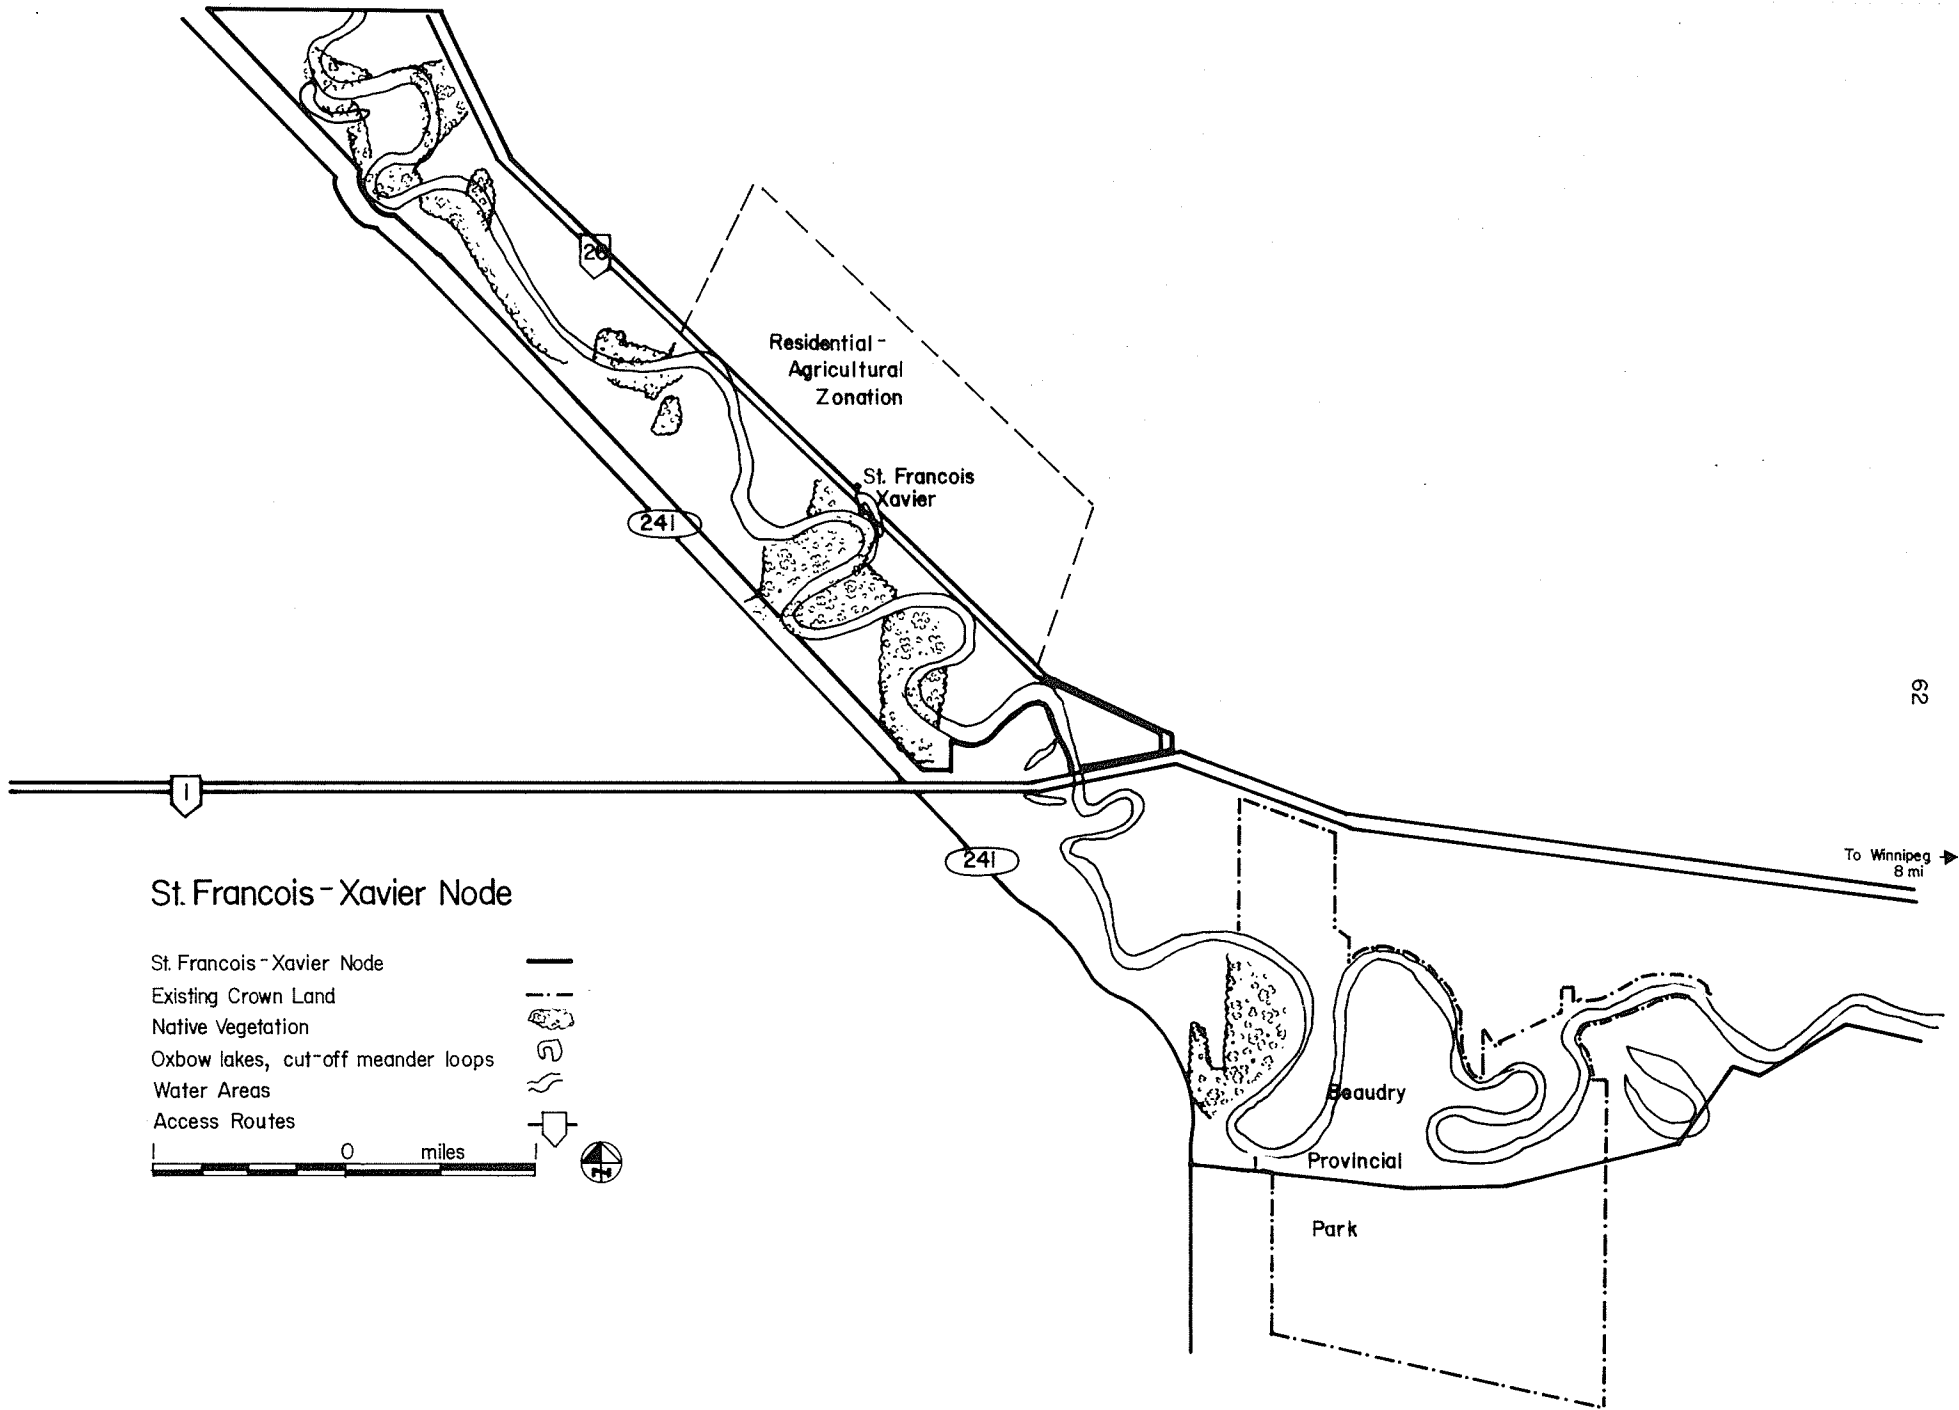 26
Residential-
Agricultural
Zonation
St. Francois
Xavier
241
62
1
241
To Winnipeg
8 mi
St. Francois-Xavier Node
St. Francois-Xavier Node
Existing Crown Land
Native Vegetation
Oxbow lakes, cut-off meander loops
Water Areas
Access Routes
1 0 miles 1
N
Beaudry
Provincial
Park